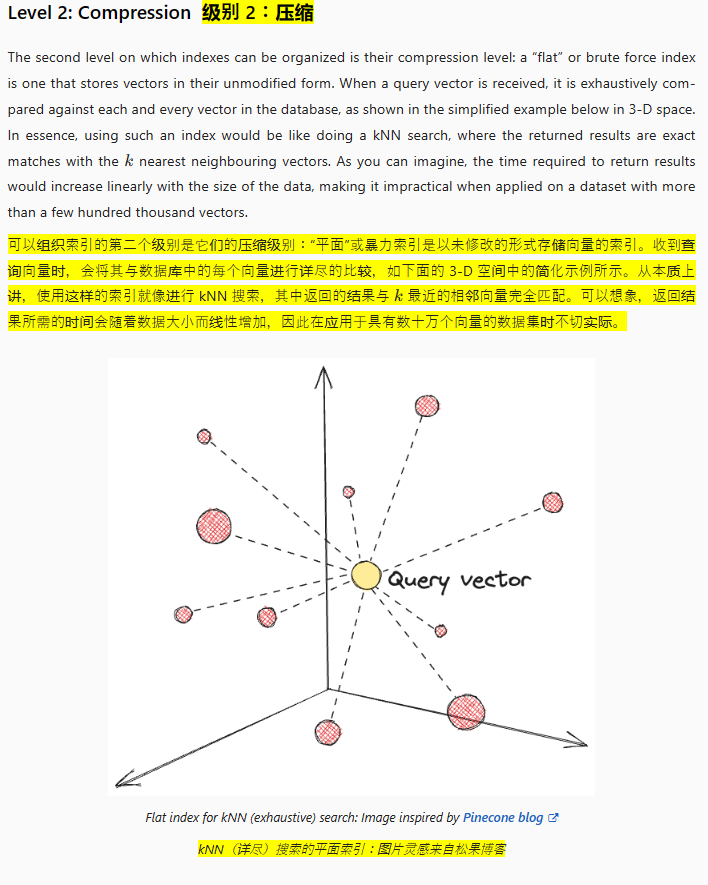 Level 2: Compression 级别 2：压缩
The second level on which indexes can be organized is their compression level: a “flat” or brute force index
is one that stores vectors in their unmodified form. When a query vector is received, it is exhaustively com-
pared against each and every vector in the database, as shown in the simplified example below in 3-D space.
In essence, using such an index would be like doing a kNN search, where the returned results are exact
matches with the k nearest neighbouring vectors. As you can imagine, the time required to return results
would increase linearly with the size of the data, making it impractical when applied on a dataset with more
than a few hundred thousand vectors.
可以组织索引的第二个级别是它们的压缩级别：“平面”或暴力索引是以未修改的形式存储向量的索引。收到查
询向量时，会将其与数据库中的每个向量进行详尽的比较，如下面的 3-D 空间中的简化示例所示。从本质上
讲，使用这样的索引就像进行 kNN 搜索，其中返回的结果与 k 最近的相邻向量完全匹配。可以想象，返回结
果所需的时间会随着数据大小而线性增加，因此在应用于具有数十万个向量的数据集时不切实际。
Query vector
Flat index for kNN (exhaustive) search: Image inspired by Pinecone blog
kNN（详尽）搜索的平面索引：图片灵感来自松果博客